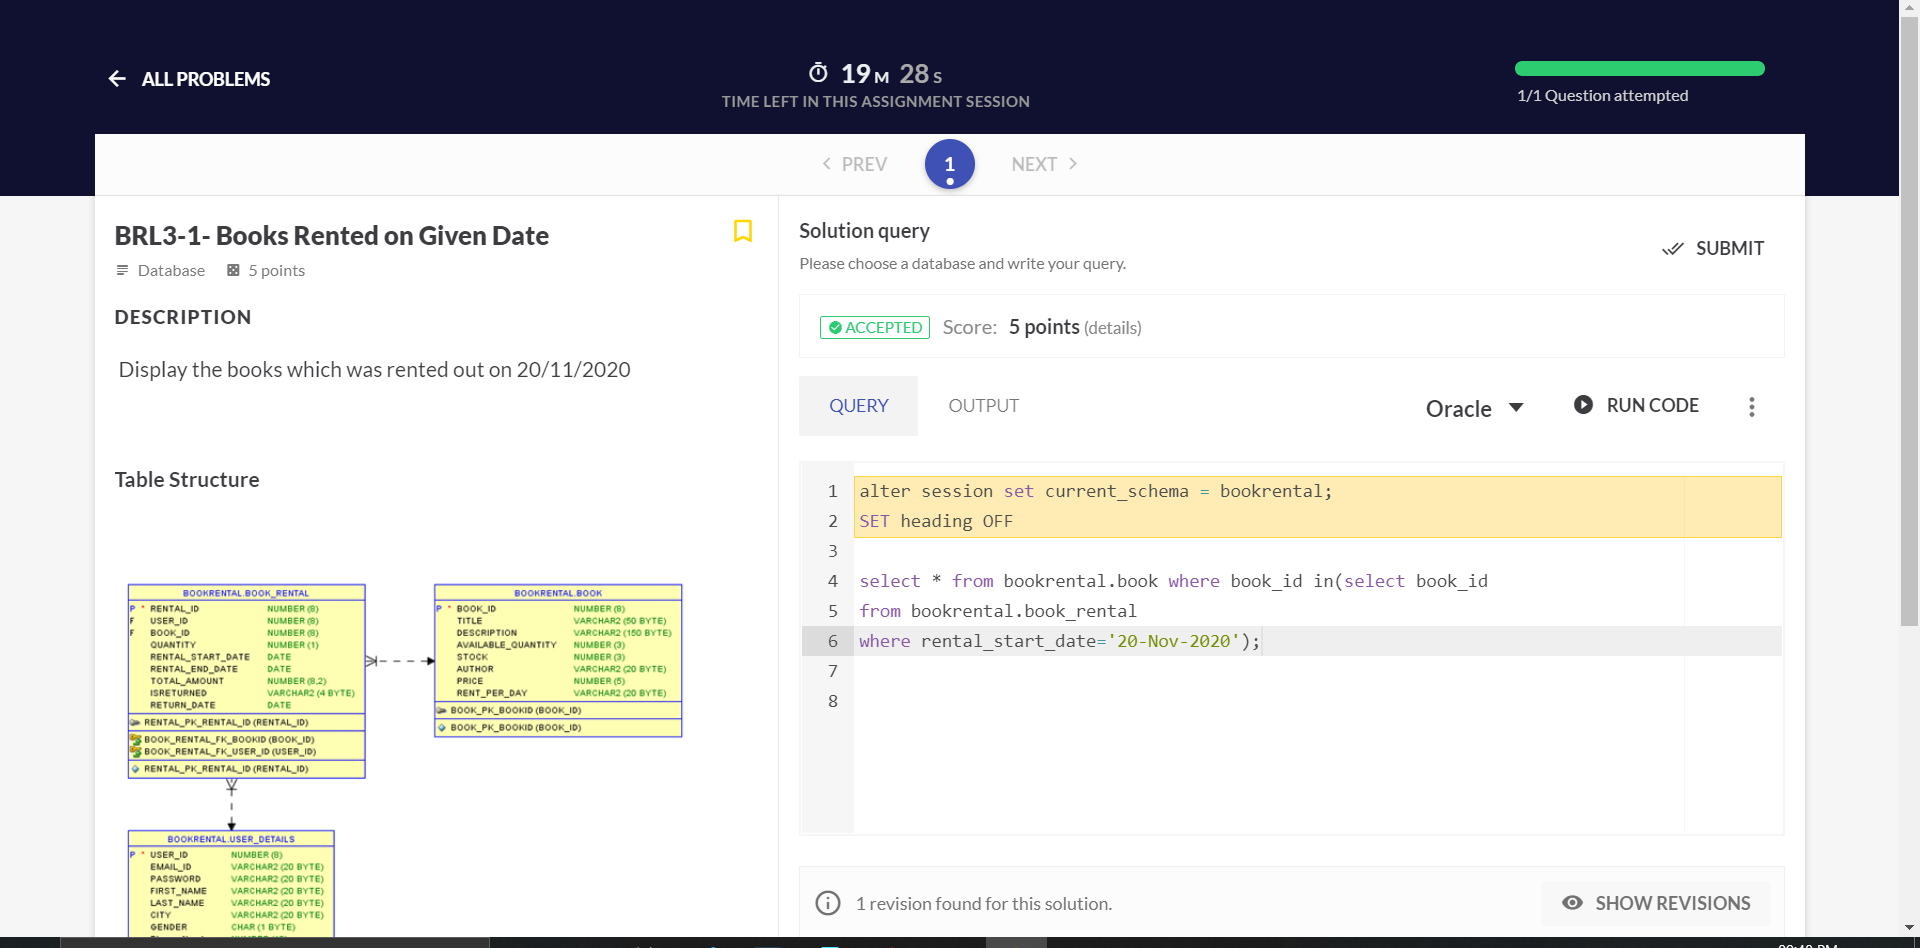 ALL PROBLEMS
19 M 28 S
TIME LEFT IN THIS ASSIGNMENT SESSION
1/1 Question attempted
PREV 1 NEXT
BRL3-1- Books Rented on Given Date
Database 5 points
DESCRIPTION
Display the books which was rented out on 20/11/2020
Table Structure
BOOKRENTAL.BOOK_RENTAL
P * RENTAL_ID NUMBER (8)
F USER_ID NUMBER (8)
F BOOK_ID NUMBER (8)
QUANTITY NUMBER (1)
RENTAL_START_DATE DATE
RENTAL_END_DATE DATE
TOTAL_AMOUNT NUMBER (8,2)
ISRETURNED VARCHAR2 (4 BYTE)
RETURN_DATE DATE
RENTAL_PK_RENTAL_ID (RENTAL_ID)
BOOK_RENTAL_FK_BOOKID (BOOK_ID)
BOOK_RENTAL_FK_USER_ID (USER_ID)
RENTAL_PK_RENTAL_ID (RENTAL_ID)
BOOKRENTAL.BOOK
P * BOOK_ID NUMBER (8)
TITLE VARCHAR2 (50 BYTE)
DESCRIPTION VARCHAR2 (150 BYTE)
AVAILABLE_QUANTITY NUMBER (3)
STOCK NUMBER (3)
AUTHOR VARCHAR2 (20 BYTE)
PRICE NUMBER (5)
RENT_PER_DAY VARCHAR2 (20 BYTE)
BOOK_PK_BOOKID (BOOK_ID)
BOOK_PK_BOOKID (BOOK_ID)
BOOKRENTAL.USER_DETAILS
P * USER_ID NUMBER (8)
EMAIL_ID VARCHAR2 (20 BYTE)
PASSWORD VARCHAR2 (20 BYTE)
FIRST_NAME VARCHAR2 (20 BYTE)
LAST_NAME VARCHAR2 (20 BYTE)
CITY VARCHAR2 (20 BYTE)
GENDER CHAR (1 BYTE)
Solution query
Please choose a database and write your query.
SUBMIT
ACCEPTED Score: 5 points (details)
QUERY OUTPUT Oracle RUN CODE
1 alter session set current_schema = bookrental;
2 SET heading OFF
3
4 select * from bookrental.book where book_id in(select book_id
5 from bookrental.book_rental
6 where rental_start_date='20-Nov-2020');
7
8
1 revision found for this solution.
SHOW REVISIONS